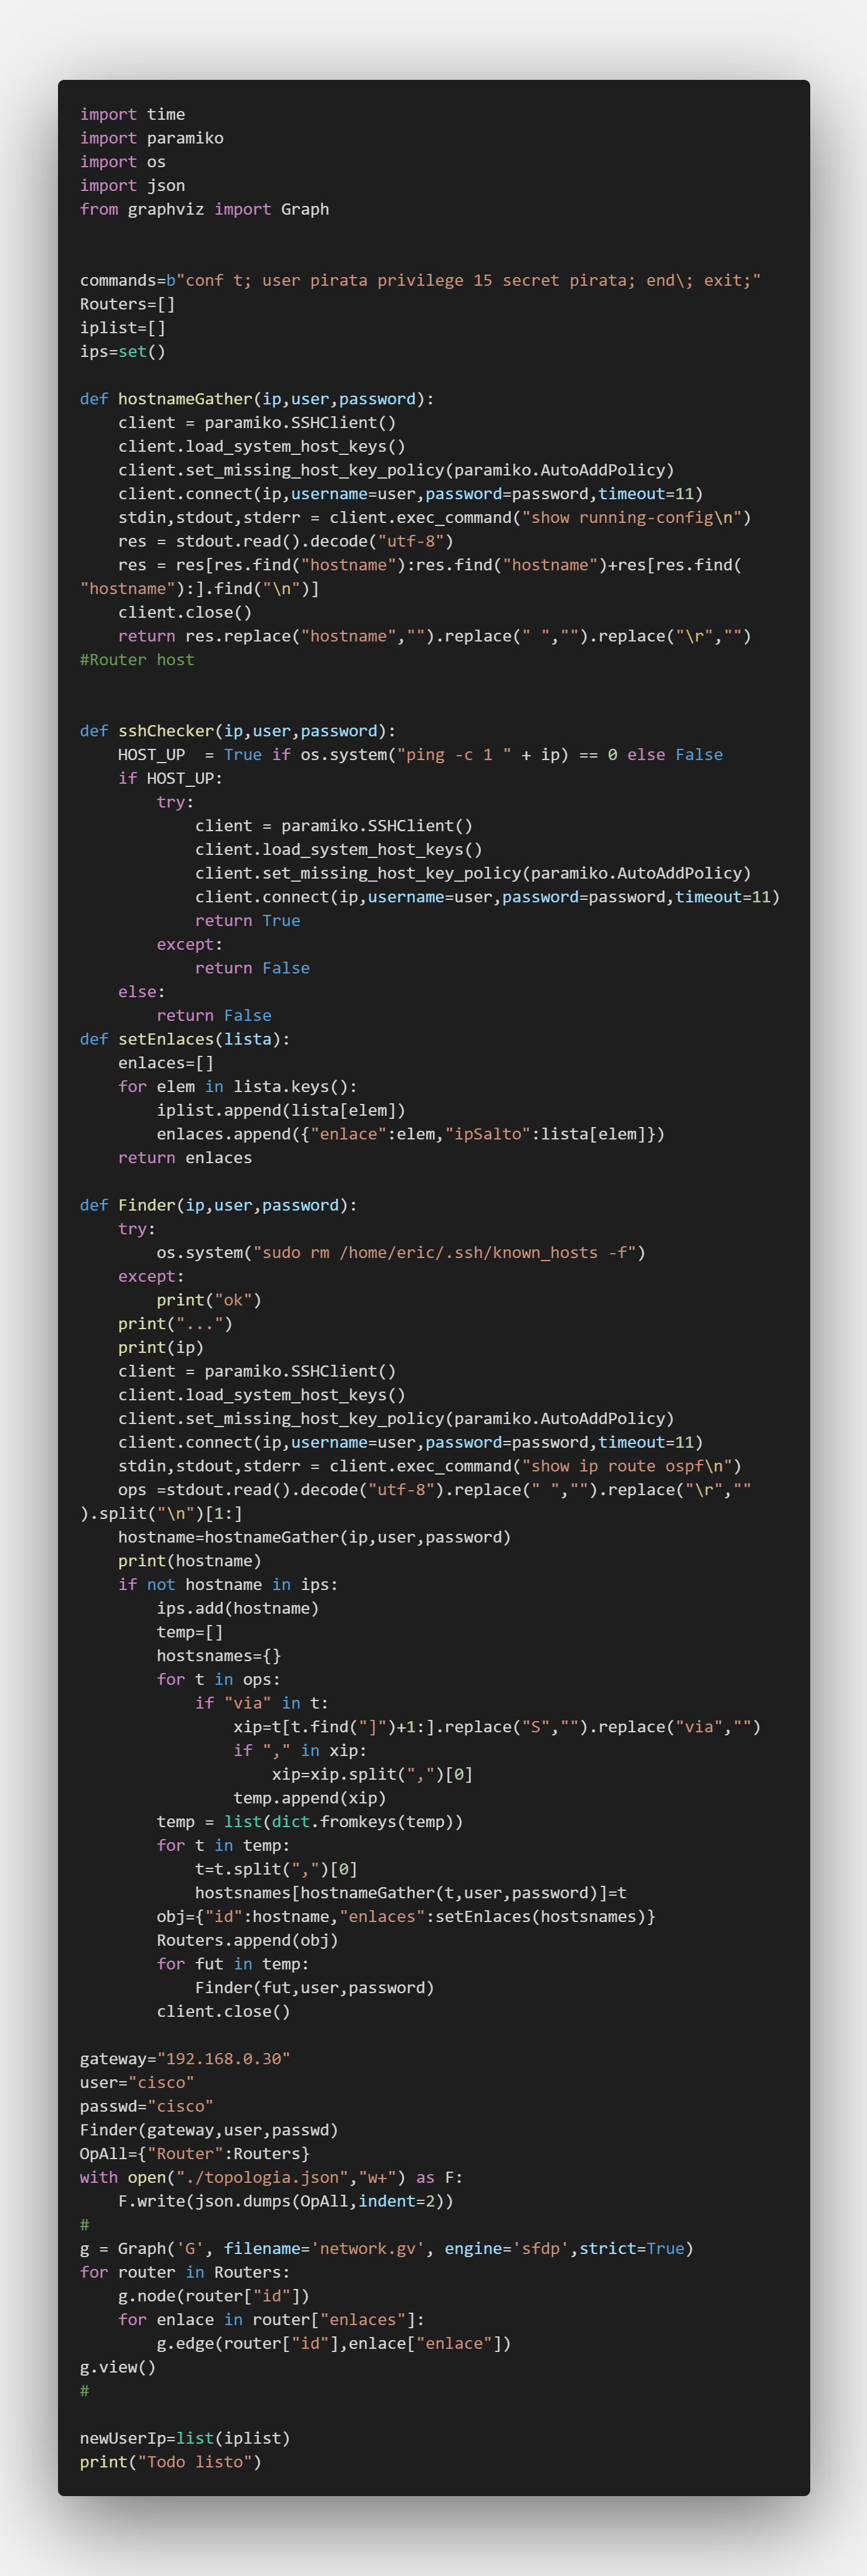 import time
import paramiko
import os
import json
from graphviz import Graph
commands=b"conf t; user pirata privilege 15 secret pirata; end\; exit;"
Routers=[]
iplist=[]
ips=set()
def hostnameGather(ip,user,password):
    client = paramiko.SSHClient()
    client.load_system_host_keys()
    client.set_missing_host_key_policy(paramiko.AutoAddPolicy)
    client.connect(ip,username=user,password=password,timeout=11)
    stdin,stdout,stderr = client.exec_command("show running-config\n")
    res = stdout.read().decode("utf-8")
    res = res[res.find("hostname"):res.find("hostname")+res[res.find(
"hostname"):].find("\n")]
    client.close()
    return res.replace("hostname","").replace(" ","").replace("\r","")
#Router host
def sshChecker(ip,user,password):
    HOST_UP  = True if os.system("ping -c 1 " + ip) == 0 else False
    if HOST_UP:
        try:
            client = paramiko.SSHClient()
            client.load_system_host_keys()
            client.set_missing_host_key_policy(paramiko.AutoAddPolicy)
            client.connect(ip,username=user,password=password,timeout=11)
            return True
        except:
            return False
    else:
        return False
def setEnlaces(lista):
    enlaces=[]
    for elem in lista.keys():
        iplist.append(lista[elem])
        enlaces.append({"enlace":elem,"ipSalto":lista[elem]})
    return enlaces
def Finder(ip,user,password):
    try:
        os.system("sudo rm /home/eric/.ssh/known_hosts -f")
    except:
        print("ok")
    print("...")
    print(ip)
    client = paramiko.SSHClient()
    client.load_system_host_keys()
    client.set_missing_host_key_policy(paramiko.AutoAddPolicy)
    client.connect(ip,username=user,password=password,timeout=11)
    stdin,stdout,stderr = client.exec_command("show ip route ospf\n")
    ops =stdout.read().decode("utf-8").replace(" ","").replace("\r",""
).split("\n")[1:]
    hostname=hostnameGather(ip,user,password)
    print(hostname)
    if not hostname in ips:
        ips.add(hostname)
        temp=[]
        hostsnames={}
        for t in ops:
            if "via" in t:
                xip=t[t.find("]")+1:].replace("S","").replace("via","")
                if "," in xip:
                    xip=xip.split(",")[0]
                temp.append(xip)
        temp = list(dict.fromkeys(temp))
        for t in temp:
            t=t.split(",")[0]
            hostsnames[hostnameGather(t,user,password)]=t
        obj={"id":hostname,"enlaces":setEnlaces(hostsnames)}
        Routers.append(obj)
        for fut in temp:
            Finder(fut,user,password)
        client.close()
gateway="192.168.0.30"
user="cisco"
passwd="cisco"
Finder(gateway,user,passwd)
OpAll={"Router":Routers}
with open("./topologia.json","w+") as F:
    F.write(json.dumps(OpAll,indent=2))
#
g = Graph('G', filename='network.gv', engine='sfdp',strict=True)
for router in Routers:
    g.node(router["id"])
    for enlace in router["enlaces"]:
        g.edge(router["id"],enlace["enlace"])
g.view()
#
newUserIp=list(iplist)
print("Todo listo")